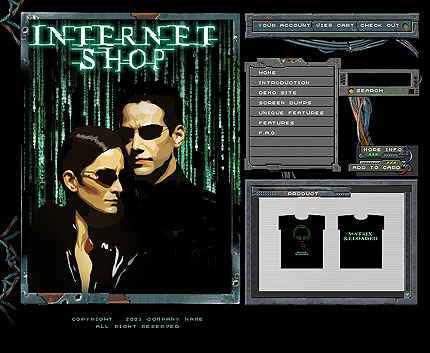 INTERNET
SHOP
YOUR ACCOUNT VIEW CART CHECK OUT
HOME
INTRODUCTION
DEMO SITE
SCREEN DUMPS
UNIQUE FEATURES
FEATURES
F.A.Q.
SEARCH
MORE INFO
ADD TO CARD
PRODUCT
MATRIX
RELOADED
COPYRIGHT 2003 COMPANY NAME
ALL RIGHT RESERVED